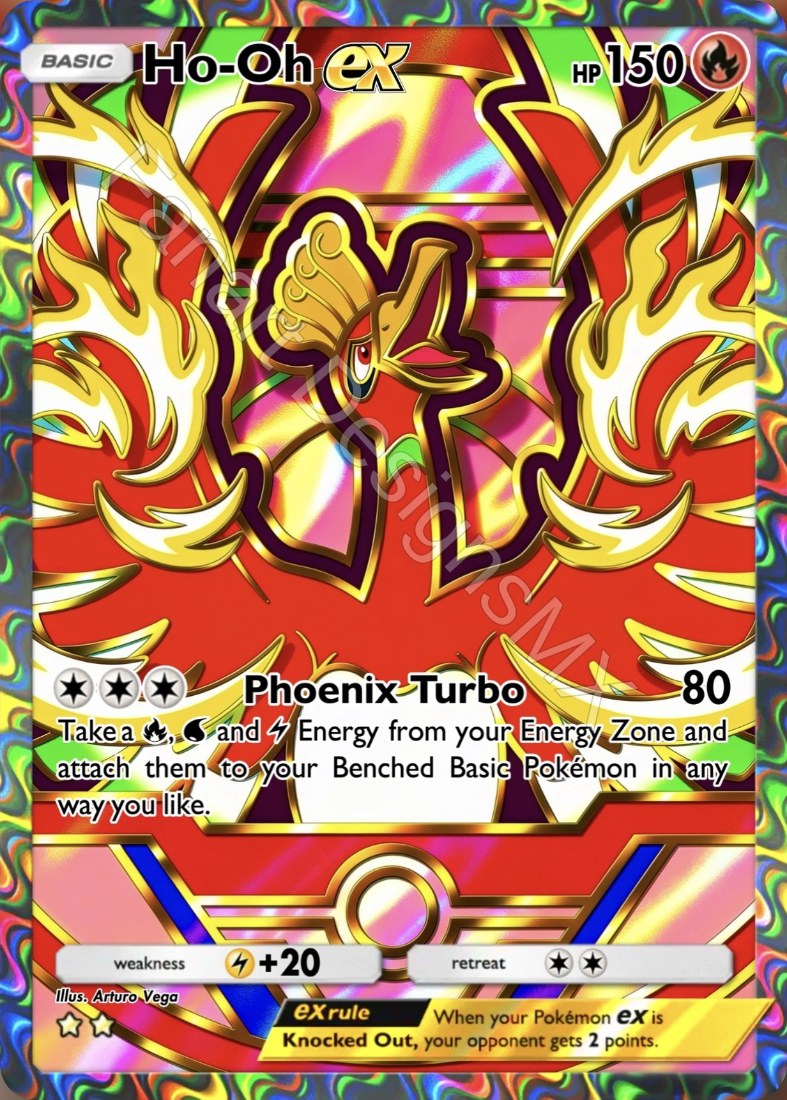 BASIC Ho-Oh ex HP 150
Fanart DesignsMX
Phoenix Turbo 80
Take a , and Energy from your Energy Zone and
attach them to your Benched Basic Pokémon in any
way you like.
weakness +20 retreat
Illus. Arturo Vega
ex rule When your Pokémon ex is
Knocked Out, your opponent gets 2 points.